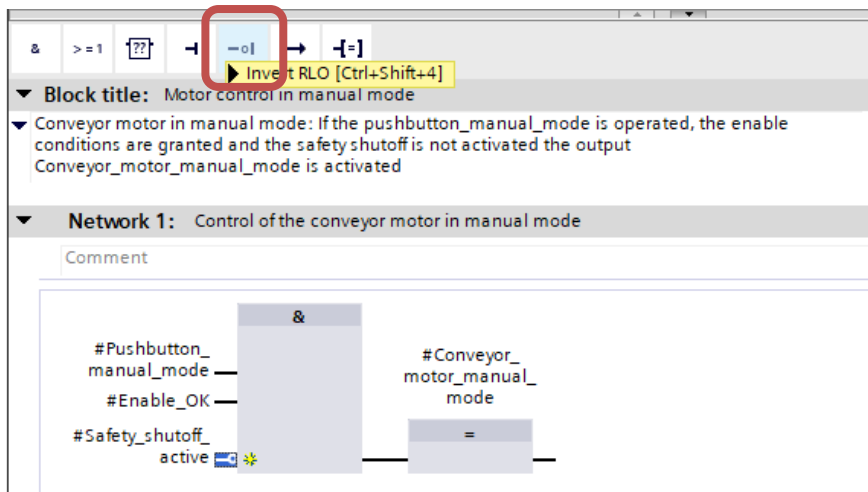 & >=1 ?? [=]
Invert RLO [Ctrl+Shift+4]
Block title: Motor control in manual mode
Conveyor motor in manual mode: If the pushbutton_manual_mode is operated, the enable
conditions are granted and the safety shutoff is not activated the output
Conveyor_motor_manual_mode is activated
Network 1: Control of the conveyor motor in manual mode
Comment
&
#Pushbutton_
manual_mode
#Enable_OK
#Safety_shutoff_
active
#Conveyor_
motor_manual_
mode
=